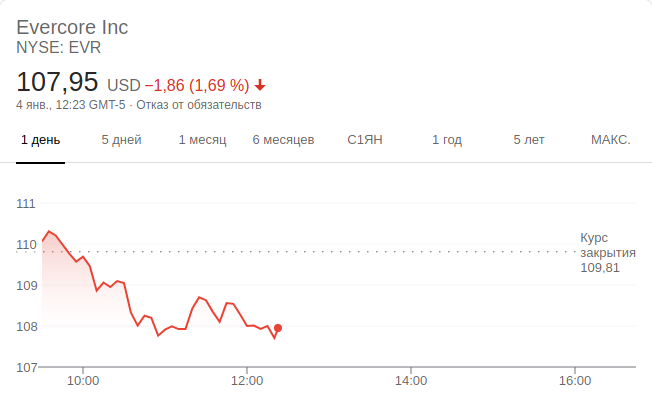 Evercore Inc
NYSE: EVR
107,95 USD −1,86 (1,69 %)
4 янв., 12:23 GMT-5 · Отказ от обязательств
1 день 5 дней 1 месяц 6 месяцев С1ЯН 1 год 5 лет МАКС.
111
110
109
108
107
Курс
закрытия
109,81
10:00 12:00 14:00 16:00